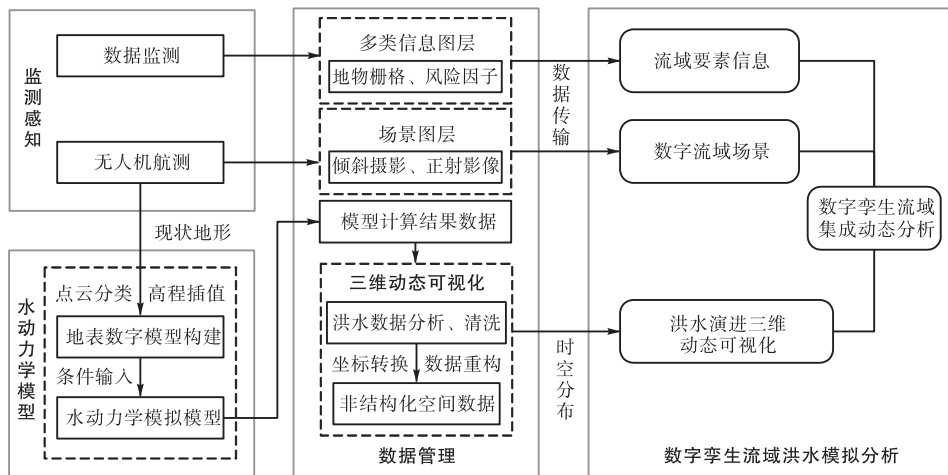 监测感知
数据监测
无人机航测
现状地形
水动力学模型
点云分类 高程插值
地表数字模型构建
条件输入
水动力学模拟模型
多类信息图层
地物栅格、风险因子
场景图层
倾斜摄影、正射影像
模型计算结果数据
三维动态可视化
洪水数据分析、清洗
坐标转换 数据重构
非结构化空间数据
数据管理
数据传输
时空分布
流域要素信息
数字流域场景
数字孪生流域
集成动态分析
洪水演进三维
动态可视化
数字孪生流域洪水模拟分析